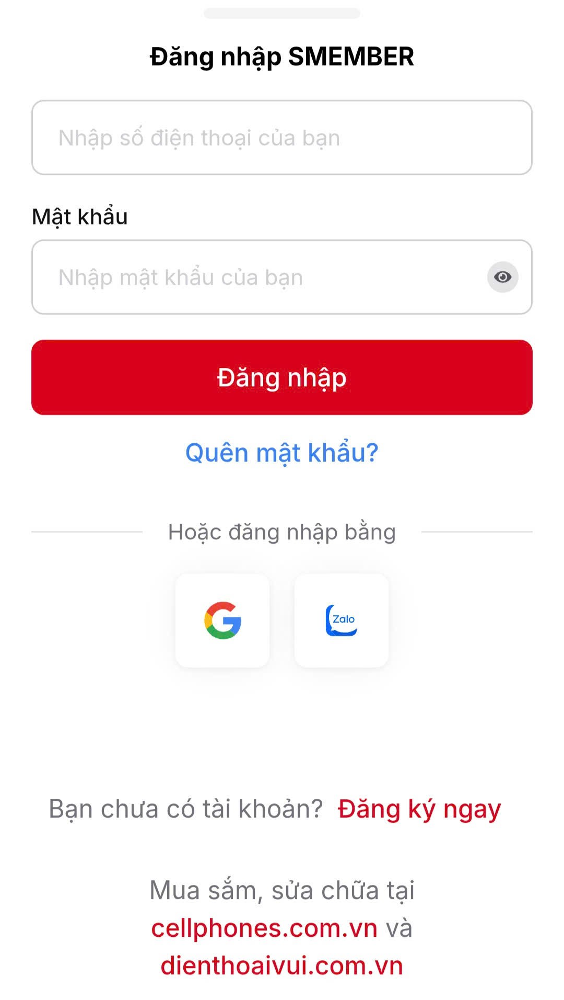 Đăng nhập SMEMBER
Nhập số điện thoại của bạn
Mật khẩu
Nhập mật khẩu của bạn
Đăng nhập
Quên mật khẩu?
Hoặc đăng nhập bằng
Zalo
Bạn chưa có tài khoản? Đăng ký ngay
Mua sắm, sửa chữa tại
cellphones.com.vn và
dienthoaivui.com.vn